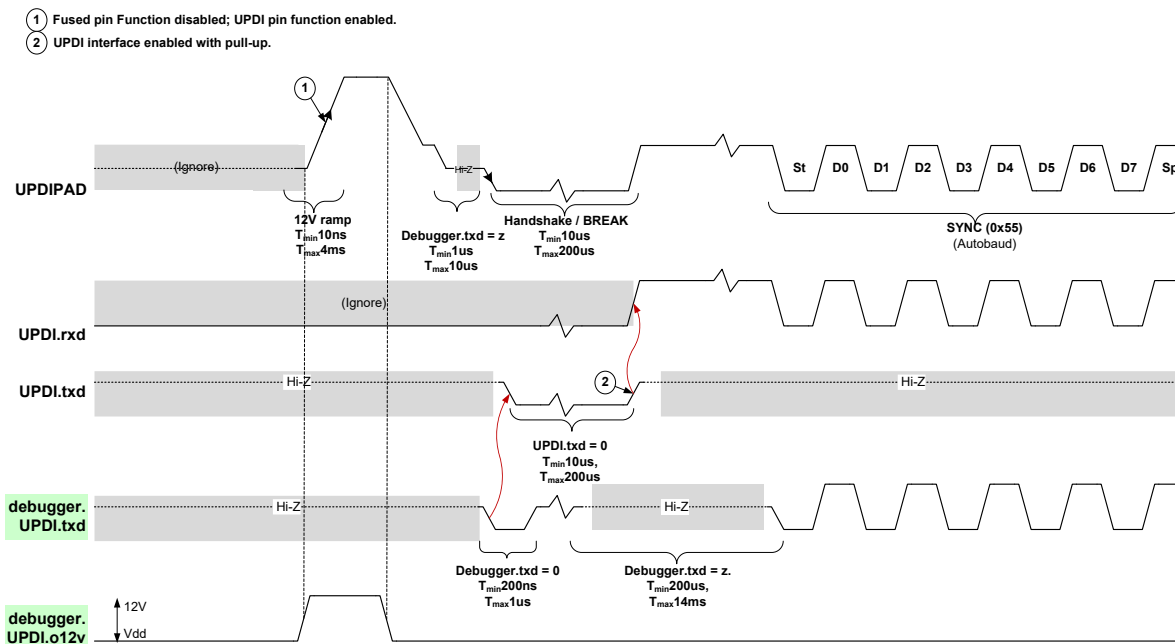 1 Fused pin Function disabled; UPDI pin function enabled.
2 UPDI interface enabled with pull-up.
1
(Ignore)
Hi-Z
St D0 D1 D2 D3 D4 D5 D6 D7 Sp
UPDIPAD
12V ramp
Tmin10ns
Tmax4ms
Debugger.txd = z
Tmin1us
Tmax10us
Handshake / BREAK
Tmin10us
Tmax200us
SYNC (0x55)
(Autobaud)
(Ignore)
UPDI.rxd
UPDI.txd
Hi-Z
2
Hi-Z
UPDI.txd = 0
Tmin10us,
Tmax200us
debugger.
UPDI.txd
Hi-Z
Hi-Z
Debugger.txd = 0
Tmin200ns
Tmax1us
Debugger.txd = z.
Tmin200us,
Tmax14ms
debugger.
UPDI.o12v
12V
Vdd